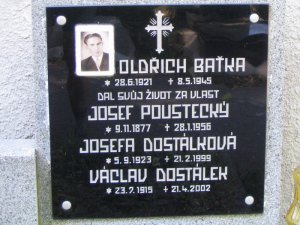 OLDŘICH BAŤKA
* 28.6.1921 † 8.5.1945
DAL SVŮJ ŽIVOT ZA VLAST
JOSEF POUSTECKÝ
* 9.11.1877 † 28.1.1956
JOSEFA DOSTÁLKOVÁ
* 5.9.1923 † 21.2.1999
VÁCLAV DOSTÁLEK
* 23.7.1915 † 21.4.2002